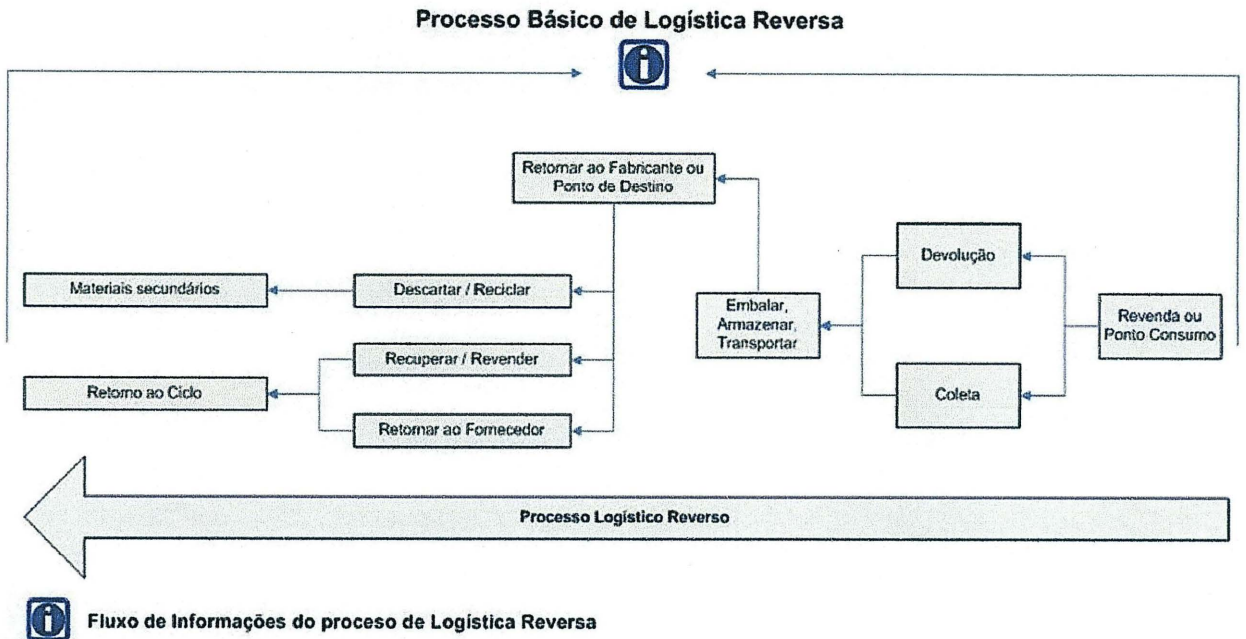 Processo Básico de Logística Reversa
Retornar ao Fabricante ou
Ponto de Destino
Devolução
Materiais secundários
Descartar / Reciclar
Embalar,
Armazenar,
Transportar
Revenda ou
Ponto Consumo
Recuperar / Revender
Retorno ao Ciclo
Coleta
Retornar ao Fornecedor
Processo Logístico Reverso
Fluxo de Informações do proceso de Logística Reversa